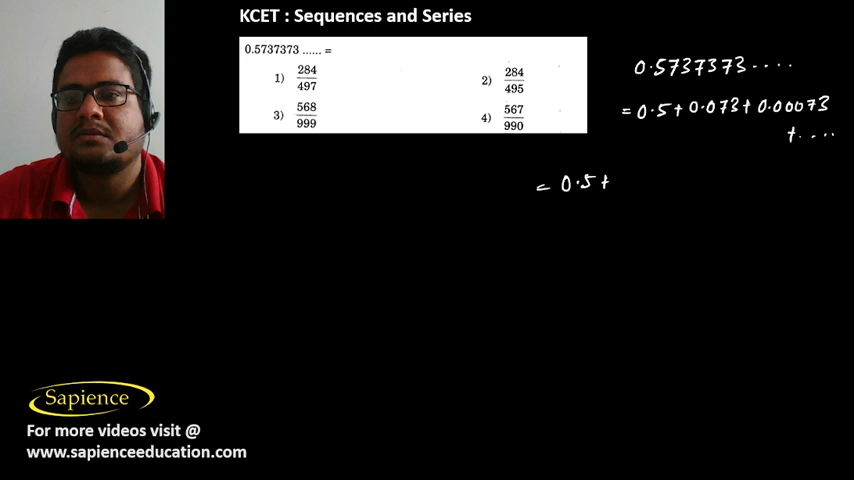 KCET : Sequences and Series
0.5737373 ...... =
1) 284/497
2) 284/495
3) 568/999
4) 567/990
0.5737373....
= 0.5 + 0.073 + 0.00073
+ ....
= 0.5 +
Sapience
For more videos visit @
www.sapienceeducation.com